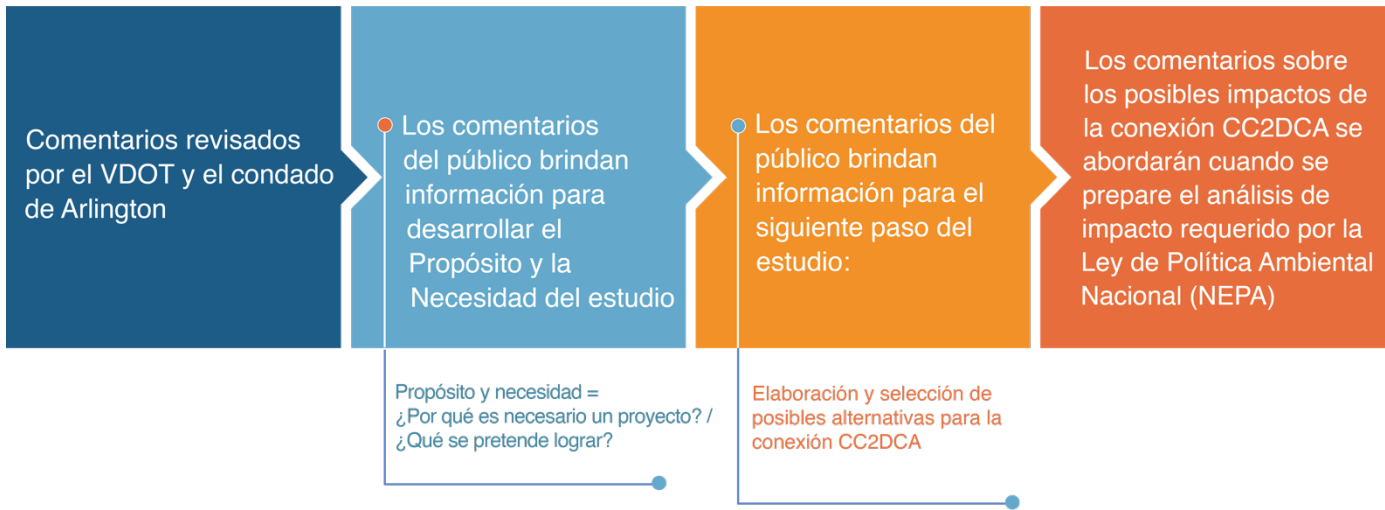 Comentarios revisados
por el VDOT y el condado
de Arlington
Los comentarios
del público brindan
información para
desarrollar el
Propósito y la
Necesidad del estudio
Propósito y necesidad =
¿Por qué es necesario un proyecto? /
¿Qué se pretende lograr?
Los comentarios del
público brindan
información para el
siguiente paso del
estudio:
Elaboración y selección de
posibles alternativas para la
conexión CC2DCA
Los comentarios sobre
los posibles impactos de
la conexión CC2DCA se
abordarán cuando se
prepare el análisis de
impacto requerido por la
Ley de Política Ambiental
Nacional (NEPA)